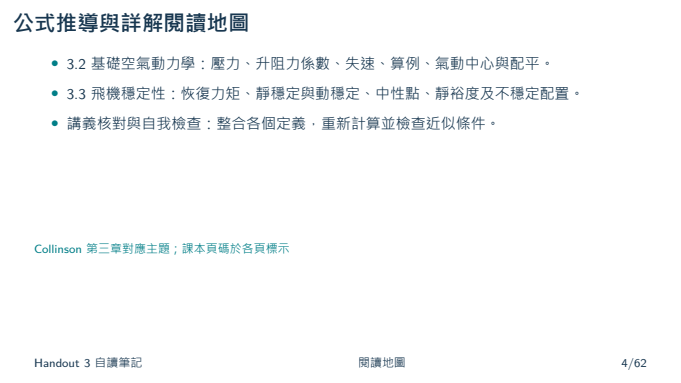 公式推導與詳解閱讀地圖
• 3.2 基礎空氣動力學：壓力、升阻力係數、失速、算例、氣動中心與配平。
• 3.3 飛機穩定性：恢復力矩、靜穩定與動穩定、中性點、靜裕度及不穩定配置。
• 講義核對與自我檢查：整合各個定義，重新計算並檢查近似條件。
Collinson 第三章對應主題；課本頁碼於各頁標示
Handout 3 自讀筆記
閱讀地圖
4/62